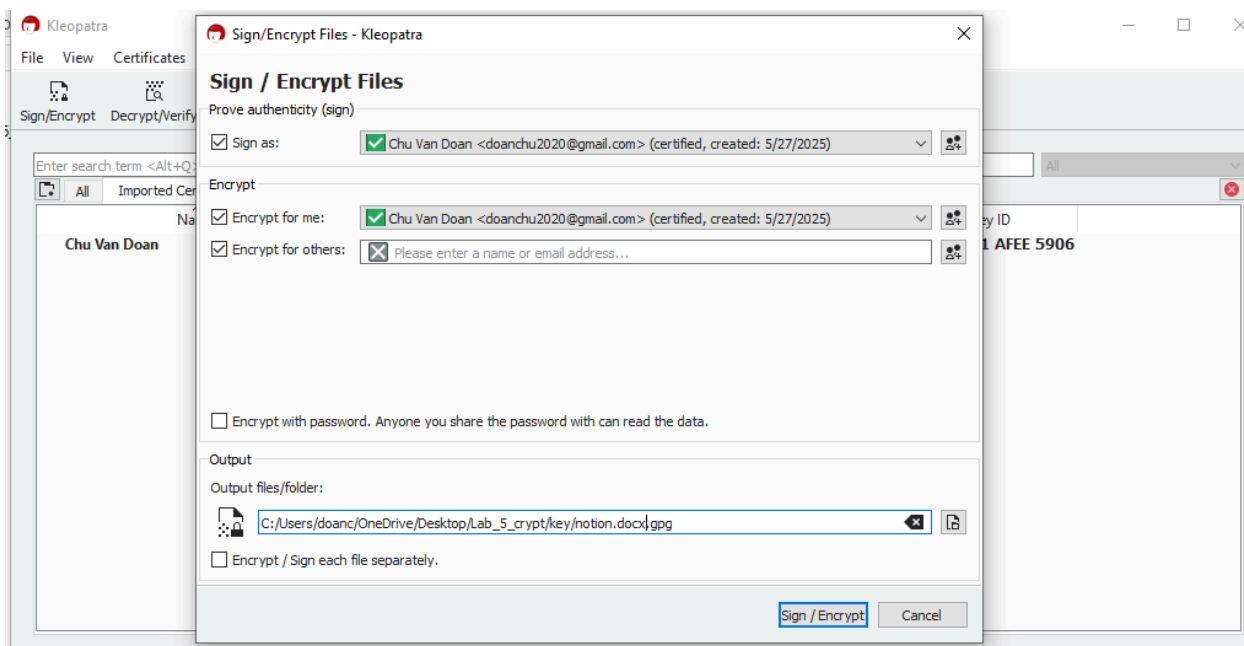 Kleopatra
File View Certificates
Sign/Encrypt Decrypt/Verify
Enter search term <Alt+Q>
All
All Imported Cer
Na
ey ID
Chu Van Doan
1 AFEE 5906
Sign/Encrypt Files - Kleopatra
Sign / Encrypt Files
Prove authenticity (sign)
Sign as: Chu Van Doan <doanchu2020@gmail.com> (certified, created: 5/27/2025)
Encrypt
Encrypt for me: Chu Van Doan <doanchu2020@gmail.com> (certified, created: 5/27/2025)
Encrypt for others: Please enter a name or email address...
Encrypt with password. Anyone you share the password with can read the data.
Output
Output files/folder:
C:/Users/doanc/OneDrive/Desktop/Lab_5_crypt/key/notion.docx.gpg
Encrypt / Sign each file separately.
Sign / Encrypt Cancel